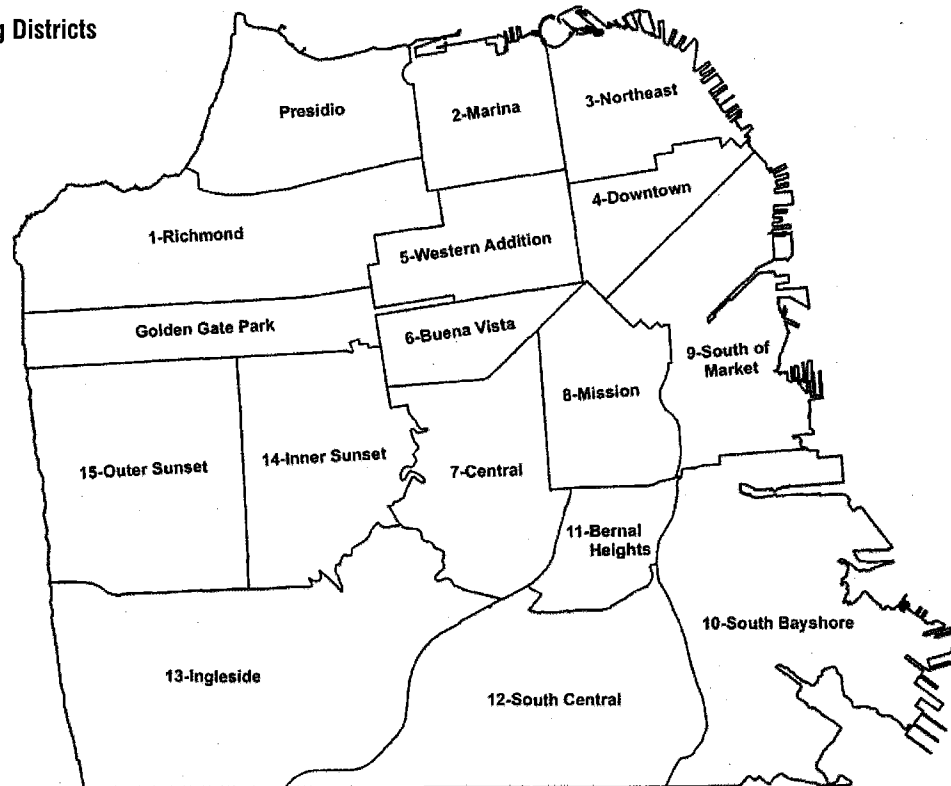 g Districts
Presidio
2-Marina
3-Northeast
4-Downtown
1-Richmond
5-Western Addition
Golden Gate Park
6-Buena Vista
9-South of
Market
8-Mission
15-Outer Sunset
14-Inner Sunset
7-Central
11-Bernal
Heights
10-South Bayshore
13-Ingleside
12-South Central